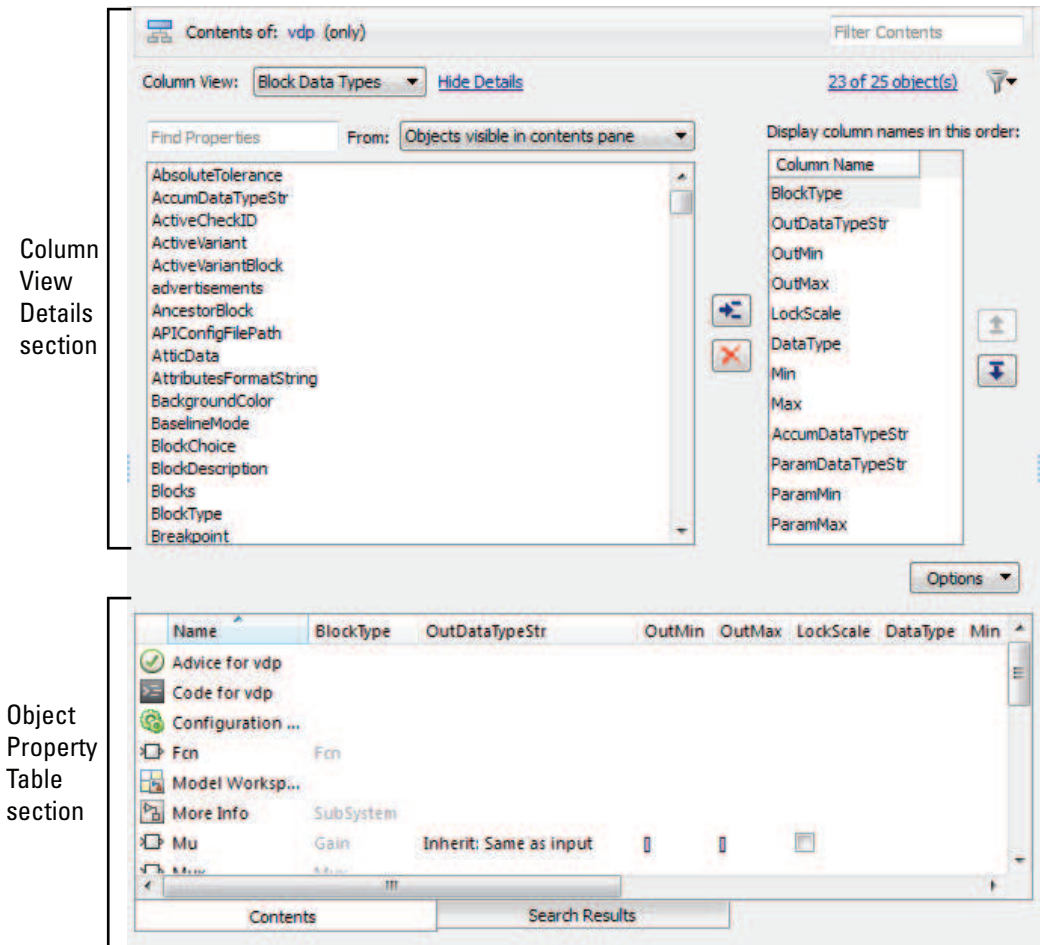 Contents of: vdp (only)
Filter Contents
Column View: Block Data Types Hide Details
23 of 25 object(s)
Find Properties
From: Objects visible in contents pane
Display column names in this order:
Column View Details section
AbsoluteTolerance
AccumDataTypeStr
ActiveCheckID
ActiveVariant
ActiveVariantBlock
advertisements
AncestorBlock
APIConfigFilePath
AtticData
AttributesFormatString
BackgroundColor
BaselineMode
BlockChoice
BlockDescription
Blocks
BlockType
Breakpoint
Column Name
BlockType
OutDataTypeStr
OutMin
OutMax
LockScale
DataType
Min
Max
AccumDataTypeStr
ParamDataTypeStr
ParamMin
ParamMax
Options
Object Property Table section
Name BlockType OutDataTypeStr OutMin OutMax LockScale DataType Min
Advice for vdp
Code for vdp
Configuration ...
Fcn Fcn
Model Worksp...
More Info SubSystem
Mu Gain Inherit: Same as input [] []
Mux Mux
Contents
Search Results